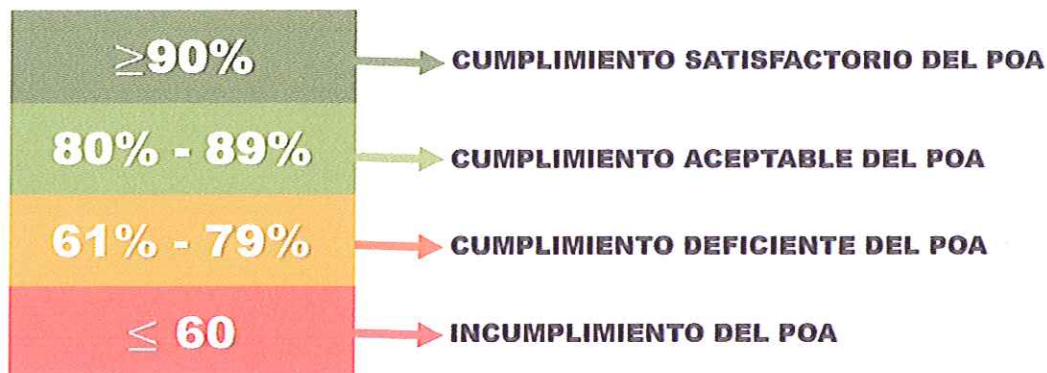 ≥90% CUMPLIMIENTO SATISFACTORIO DEL POA
80% - 89% CUMPLIMIENTO ACEPTABLE DEL POA
61% - 79% CUMPLIMIENTO DEFICIENTE DEL POA
≤ 60 INCUMPLIMIENTO DEL POA